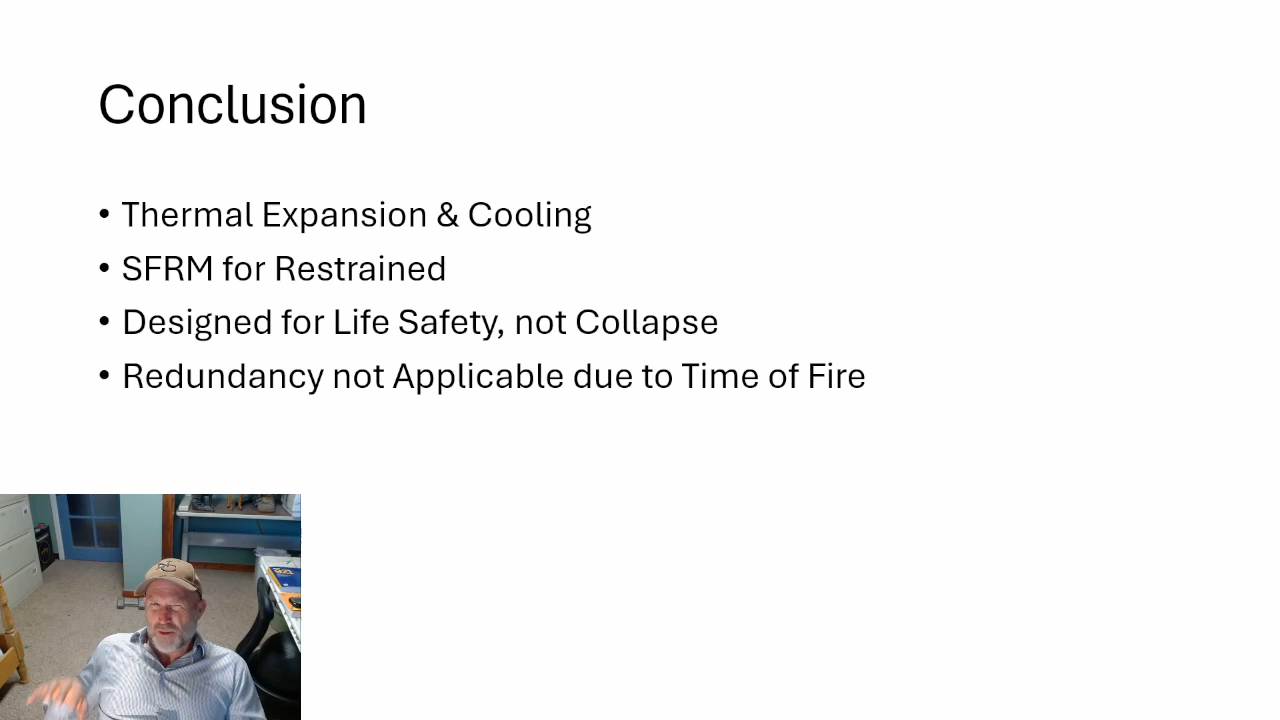 Conclusion
• Thermal Expansion & Cooling
• SFRM for Restrained
• Designed for Life Safety, not Collapse
• Redundancy not Applicable due to Time of Fire